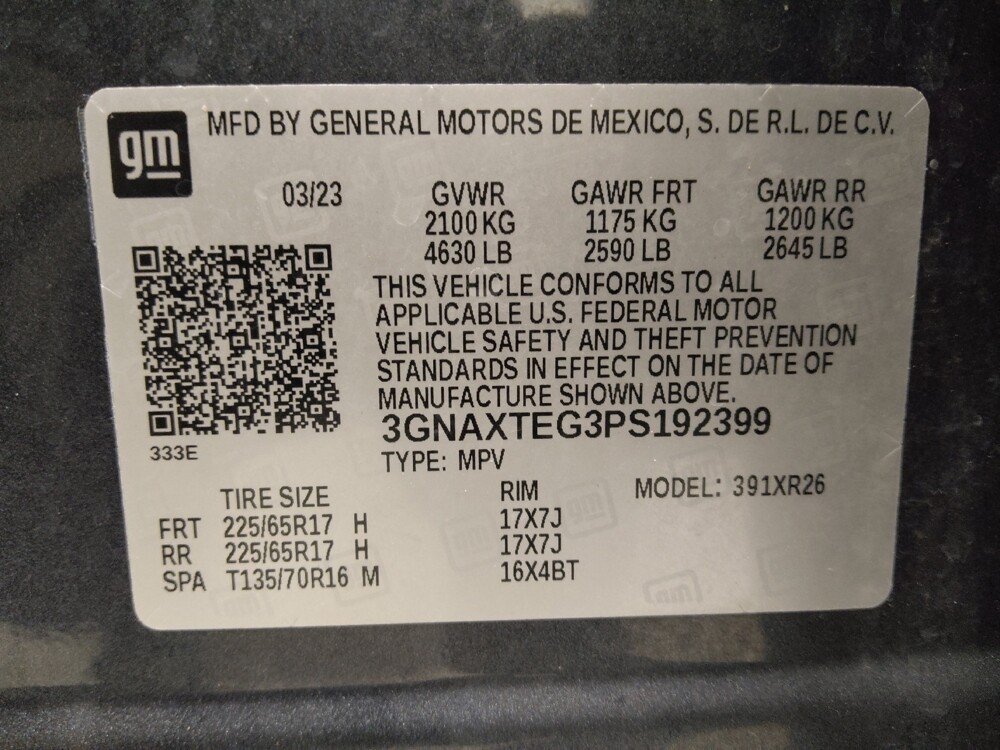 gm MFD BY GENERAL MOTORS DE MEXICO, S. DE R.L. DE C.V.
03/23 GVWR GAWR FRT GAWR RR
2100 KG 1175 KG 1200 KG
4630 LB 2590 LB 2645 LB
THIS VEHICLE CONFORMS TO ALL
APPLICABLE U.S. FEDERAL MOTOR
VEHICLE SAFETY AND THEFT PREVENTION
STANDARDS IN EFFECT ON THE DATE OF
MANUFACTURE SHOWN ABOVE.
3GNAXTEG3PS192399
333E
TYPE: MPV
TIRE SIZE RIM MODEL: 391XR26
FRT 225/65R17 H 17X7J
RR 225/65R17 H 17X7J
SPA T135/70R16 M 16X4BT